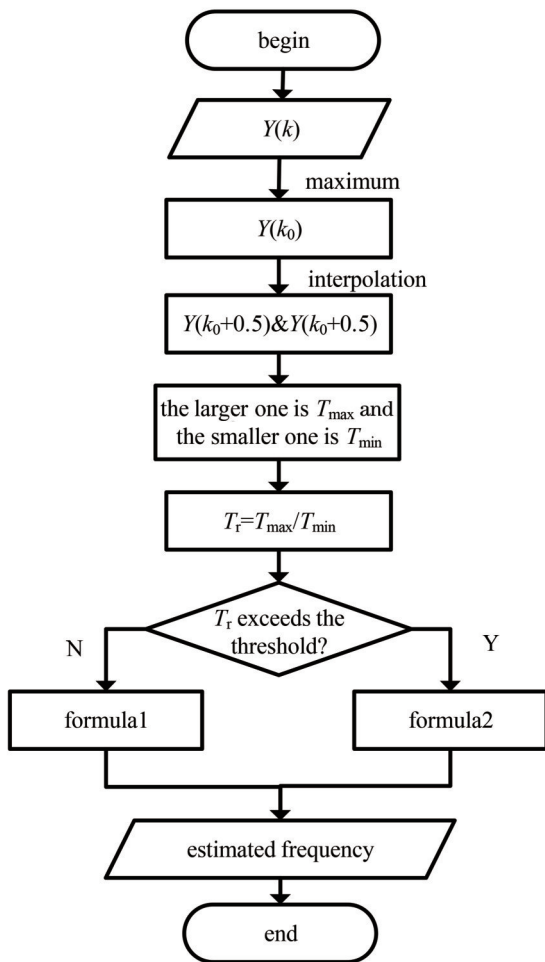 begin
Y(k)
maximum
Y(k₀)
interpolation
Y(k₀+0.5)&Y(k₀+0.5)
the larger one is Tₘₐₓ and
the smaller one is Tₘᵢₙ
Tᵣ=Tₘₐₓ/Tₘᵢₙ
Tᵣ exceeds the
threshold?
N
Y
formula1
formula2
estimated frequency
end